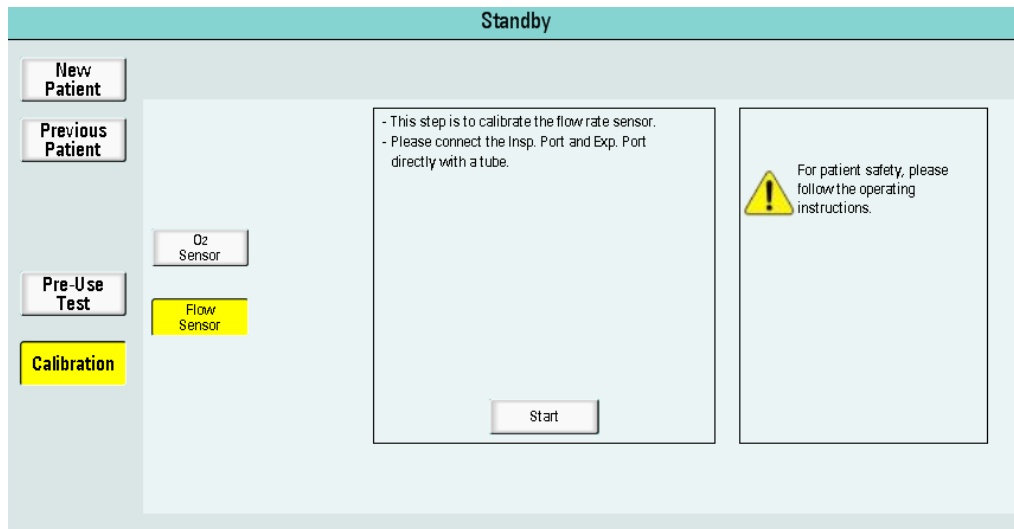 Standby
New
Patient
Previous
Patient
Pre-Use
Test
Calibration
O2
Sensor
Flow
Sensor
- This step is to calibrate the flow rate sensor.
- Please connect the Insp. Port and Exp. Port
directly with a tube.
Start
For patient safety, please
follow the operating
instructions.